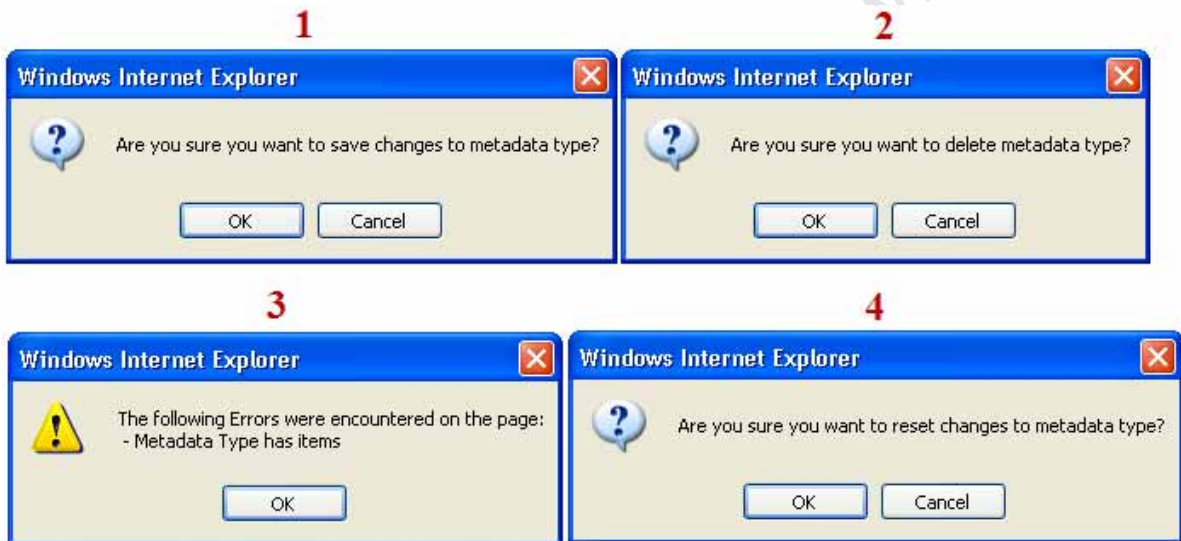 1
2
Windows Internet Explorer
Are you sure you want to save changes to metadata type?
OK
Cancel
Windows Internet Explorer
Are you sure you want to delete metadata type?
OK
Cancel
3
4
Windows Internet Explorer
The following Errors were encountered on the page:
- Metadata Type has items
OK
Windows Internet Explorer
Are you sure you want to reset changes to metadata type?
OK
Cancel